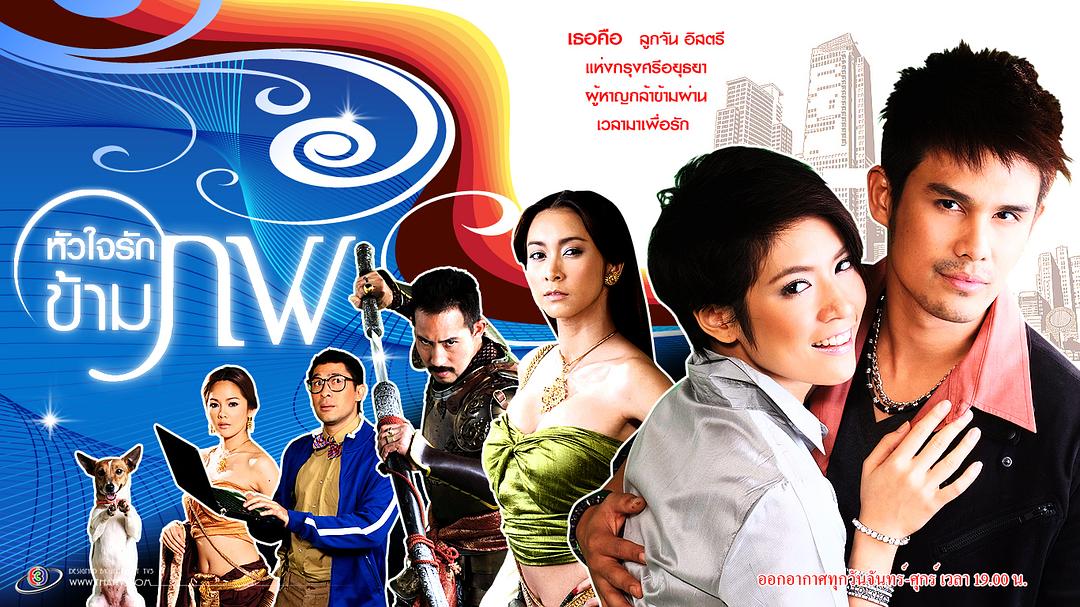 เธอคือ ลูกจัน อิสตรี
แห่งกรุงศรีอยุธยา
ผู้หาญกล้าข้ามผ่าน
เวลามาเพื่อรัก
หัวใจรัก
ข้ามภพ
3
DESIGNED BY TV3
ออกอากาศทุกวันจันทร์-ศุกร์ เวลา 19.00 น.